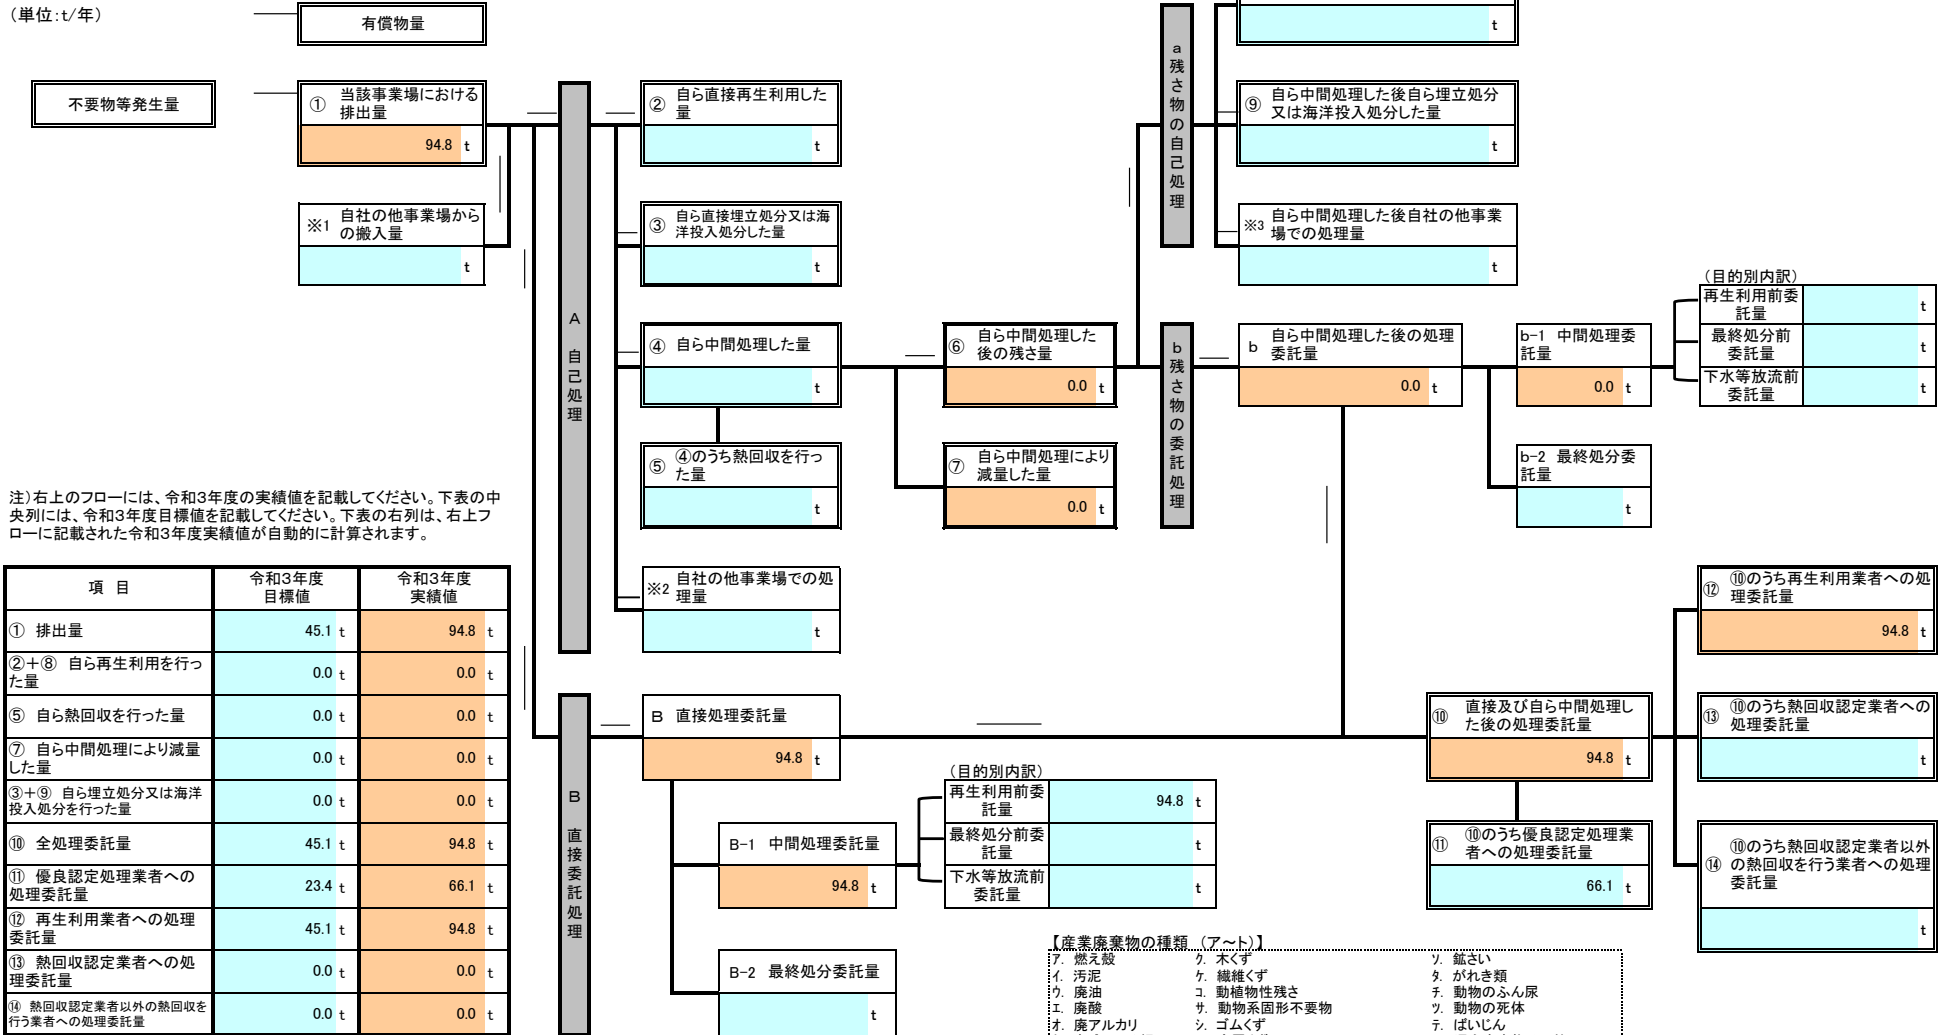 （単位:t/年）
有償物量
t
不要物等発生量
① 当該事業場における
排出量
94.8 t
② 自ら直接再生利用した
量
t
a
残さ物の自己処理
⑨ 自ら中間処理した後自ら埋立処分
又は海洋投入処分した量
t
※1 自社の他事業場から
の搬入量
t
③ 自ら直接埋立処分又は海
洋投入処分した量
t
※3 自ら中間処理した後自社の他事業
場での処理量
t
A
自己処理
④ 自ら中間処理した量
t
⑥ 自ら中間処理した
後の残さ量
0.0 t
b
残さ物の委託処理
b 自ら中間処理した後の処理
委託量
0.0 t
b-1 中間処理委
託量
0.0 t
（目的別内訳）
再生利用前委
託量
t
最終処分前
委託量
t
下水等放流前
委託量
t
⑤ ④のうち熱回収を行っ
た量
t
⑦ 自ら中間処理により
減量した量
0.0 t
b-2 最終処分委
託量
t
注）右上のフローには、令和3年度の実績値を記載してください。下表の中
央列には、令和3年度目標値を記載してください。下表の右列は、右上フ
ローに記載された令和3年度実績値が自動的に計算されます。
※2 自社の他事業場での処
理量
t
項 目
令和3年度
目標値
令和3年度
実績値
① 排出量 45.1 t 94.8 t
②＋⑧ 自ら再生利用を行っ
た量
0.0 t 0.0 t
⑤ 自ら熱回収を行った量 0.0 t 0.0 t
⑦ 自ら中間処理により減量
した量
0.0 t 0.0 t
③＋⑨ 自ら埋立処分又は海洋
投入処分を行った量
0.0 t 0.0 t
⑩ 全処理委託量 45.1 t 94.8 t
⑪ 優良認定処理業者への
処理委託量
23.4 t 66.1 t
⑫ 再生利用業者への処理
委託量
45.1 t 94.8 t
⑬ 熱回収認定業者への処
理委託量
0.0 t 0.0 t
⑭ 熱回収認定業者以外の熱回収を
行う業者への処理委託量
0.0 t 0.0 t
B
直接委託処理
B 直接処理委託量
94.8 t
B-1 中間処理委託量
94.8 t
（目的別内訳）
再生利用前委
託量
94.8 t
最終処分前委
託量
t
下水等放流前
委託量
t
B-2 最終処分委託量
t
⑩ 直接及び自ら中間処理し
た後の処理委託量
94.8 t
⑪ ⑩のうち優良認定処理業
者への処理委託量
66.1 t
⑫ ⑩のうち再生利用業者への処
理委託量
94.8 t
⑬ ⑩のうち熱回収認定業者への
処理委託量
t
⑭ ⑩のうち熱回収認定業者以外
の熱回収を行う業者への処理
委託量
t
【産業廃棄物の種類 （ア～ト）】
ア. 燃え殻 ク. 木くず ソ. 鉱さい
イ. 汚泥 ケ. 繊維くず タ. がれき類
ウ. 廃油 コ. 動植物性残さ チ. 動物のふん尿
エ. 廃酸 サ. 動物系固形不要物 ツ. 動物の死体
オ. 廃アルカリ シ. ゴムくず テ. ばいじん